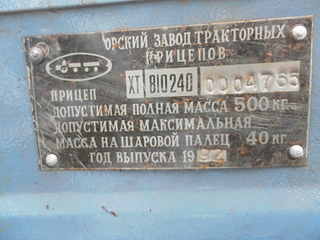 ОРСКИЙ ЗАВОД ТРАКТОРНЫХ
ПРИЦЕПОВ
ПРИЦЕП ХТ 810240 0004765
ДОПУСТИМАЯ ПОЛНАЯ МАССА 500 КГ.
ДОПУСТИМАЯ МАКСИМАЛЬНАЯ
МАССА НА ШАРОВОЙ ПАЛЕЦ 40 КГ.
ГОД ВЫПУСКА 1992